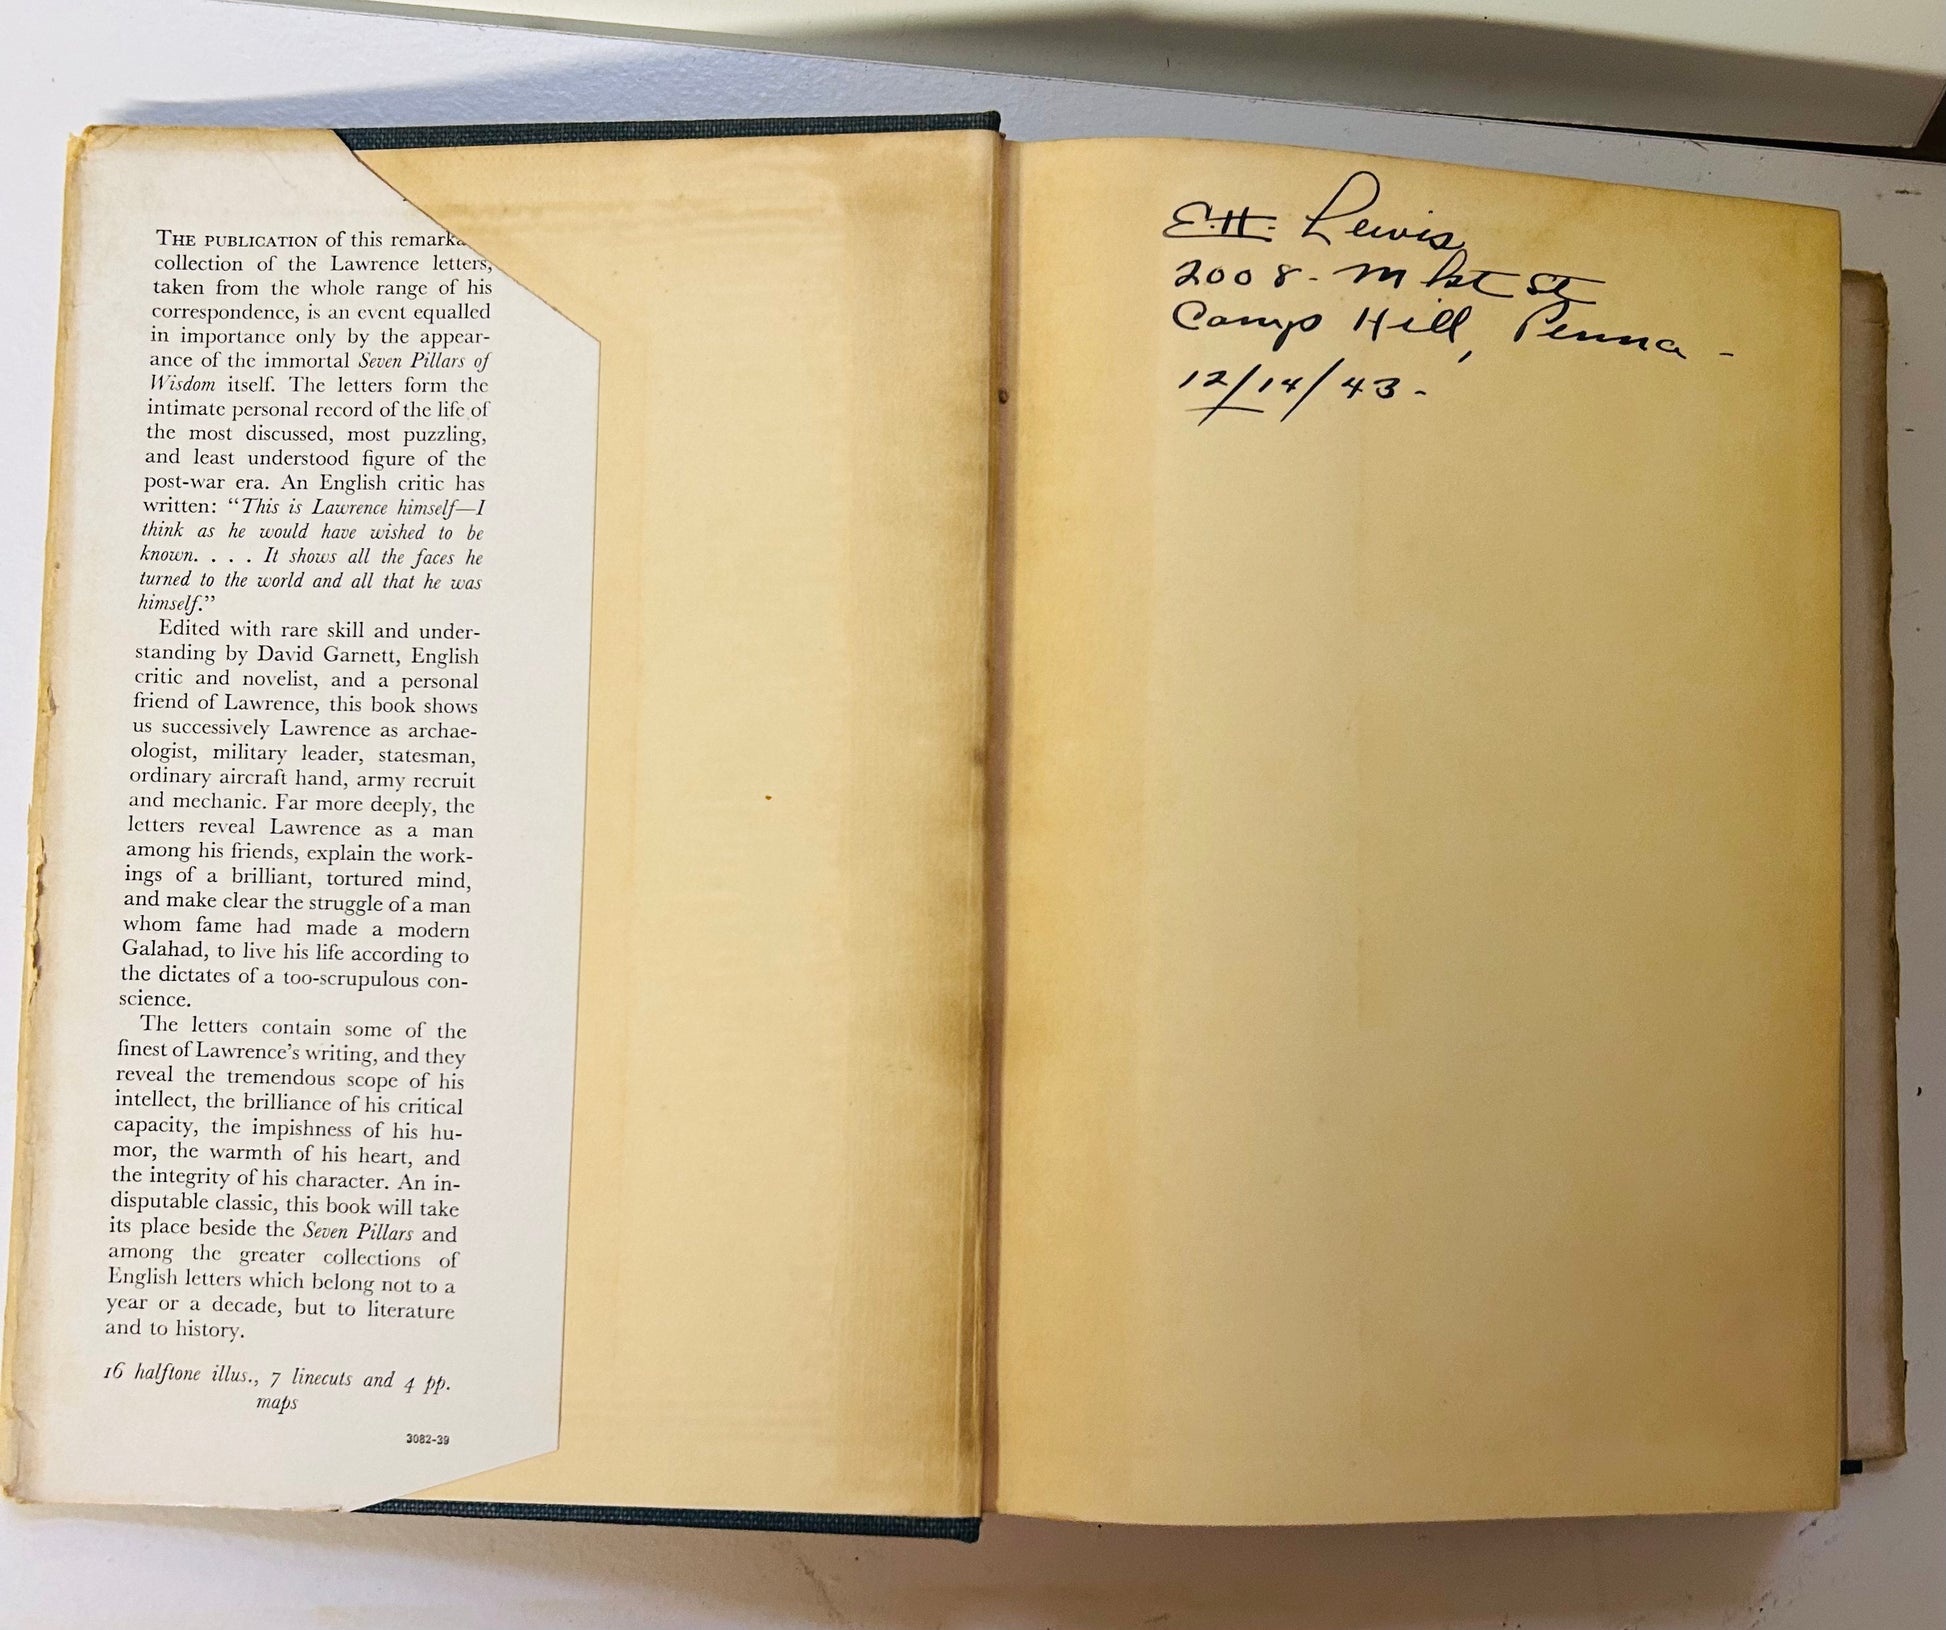 THE PUBLICATION of this remarka
collection of the Lawrence letters,
taken from the whole range of his
correspondence, is an event equalled
in importance only by the appear-
ance of the immortal Seven Pillars of
Wisdom itself. The letters form the
intimate personal record of the life of
the most discussed, most puzzling,
and least understood figure of the
post-war era. An English critic has
written: “This is Lawrence himself—I
think as he would have wished to be
known. . . . It shows all the faces he
turned to the world and all that he was
himself.”
Edited with rare skill and under-
standing by David Garnett, English
critic and novelist, and a personal
friend of Lawrence, this book shows
us successively Lawrence as archae-
ologist, military leader, statesman,
ordinary aircraft hand, army recruit
and mechanic. Far more deeply, the
letters reveal Lawrence as a man
among his friends, explain the work-
ings of a brilliant, tortured mind,
and make clear the struggle of a man
whom fame had made a modern
Galahad, to live his life according to
the dictates of a too-scrupulous con-
science.
The letters contain some of the
finest of Lawrence’s writing, and they
reveal the tremendous scope of his
intellect, the brilliance of his critical
capacity, the impishness of his hu-
mor, the warmth of his heart, and
the integrity of his character. An in-
disputable classic, this book will take
its place beside the Seven Pillars and
among the greater collections of
English letters which belong not to a
year or a decade, but to literature
and to history.
16 halftone illus., 7 linecuts and 4 pp.
maps
3082-39
E.H. Lewis
2008 - Mkt St
Camp Hill, Penna -
12/14/43 -